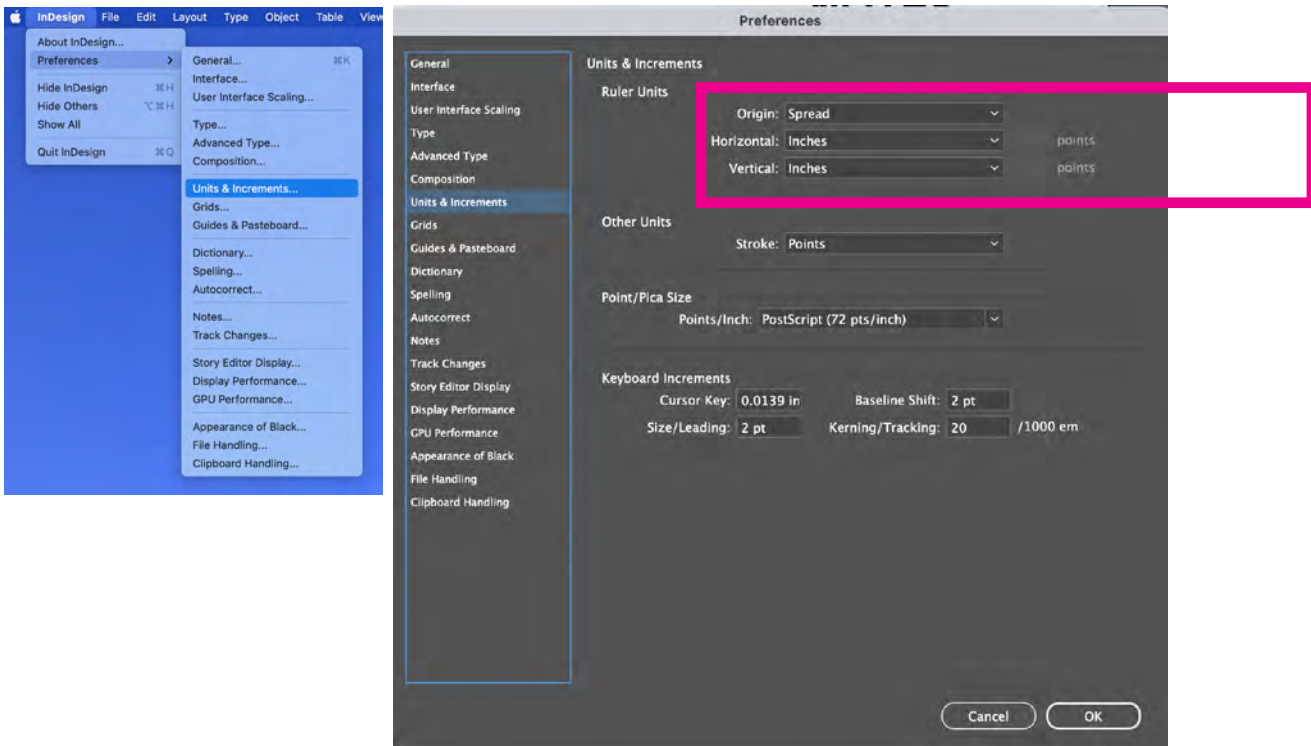 InDesign File Edit Layout Type Object Table View
About InDesign...
Preferences >
Hide InDesign ⌘H
Hide Others ⌥⌘H
Show All
Quit InDesign ⌘Q
General... ⌘K
Interface...
User Interface Scaling...
Type...
Advanced Type...
Composition...
Units & Increments...
Grids...
Guides & Pasteboard...
Dictionary...
Spelling...
Autocorrect...
Notes...
Track Changes...
Story Editor Display...
Display Performance...
GPU Performance...
Appearance of Black...
File Handling...
Clipboard Handling...
Preferences
General
Interface
User Interface Scaling
Type
Advanced Type
Composition
Units & Increments
Grids
Guides & Pasteboard
Dictionary
Spelling
Autocorrect
Notes
Track Changes
Story Editor Display
Display Performance
GPU Performance
Appearance of Black
File Handling
Clipboard Handling
Units & Increments
Ruler Units
Origin: Spread
Horizontal: Inches points
Vertical: Inches points
Other Units
Stroke: Points
Point/Pica Size
Points/Inch: PostScript (72 pts/inch)
Keyboard Increments
Cursor Key: 0.0139 in Baseline Shift: 2 pt
Size/Leading: 2 pt Kerning/Tracking: 20 /1000 em
Cancel OK